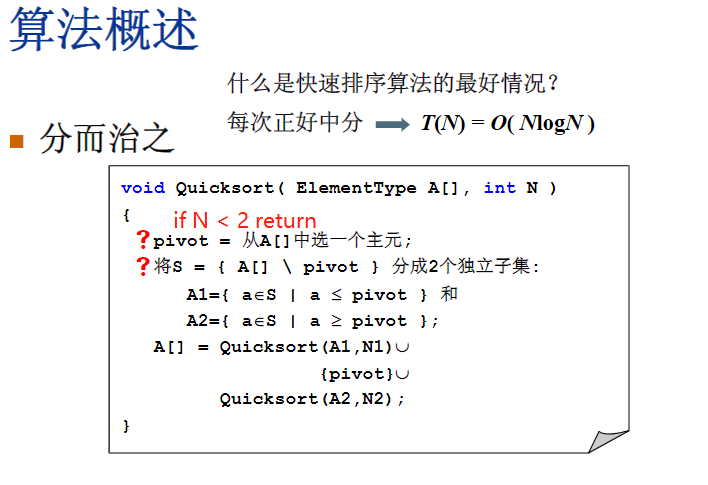 算法概述
什么是快速排序算法的最好情况？
每次正好中分 T(N) = O( NlogN )
分而治之
void Quicksort( ElementType A[], int N )
{
if N < 2 return
❓pivot = 从A[]中选一个主元;
❓将S = { A[] \ pivot } 分成2个独立子集:
A1={ a∈S | a ≤ pivot } 和
A2={ a∈S | a ≥ pivot };
A[] = Quicksort(A1,N1)∪
{pivot}∪
Quicksort(A2,N2);
}